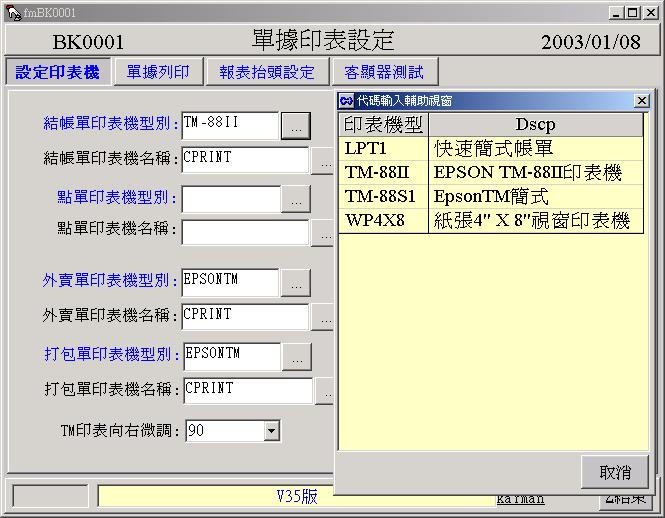 fmBK0001
BK0001 單據印表設定 2003/01/08
設定印表機 單據列印 報表抬頭設定 客顯器測試
結帳單印表機型別: TM-88II ...
結帳單印表機名稱: CPRINT ...
點單印表機型別: ...
點單印表機名稱: ...
外賣單印表機型別: EPSONTM ...
外賣單印表機名稱: CPRINT ...
打包單印表機型別: EPSONTM ...
打包單印表機名稱: CPRINT ...
TM印表向右微調: 90
代碼輸入輔助視窗
印表機型 Dscp
LPT1 快速簡式帳單
TM-88II EPSON TM-88II印表機
TM-88S1 EpsonTM簡式
WP4X8 紙張4" X 8"視窗印表機
取消
V35版 karman Z結束